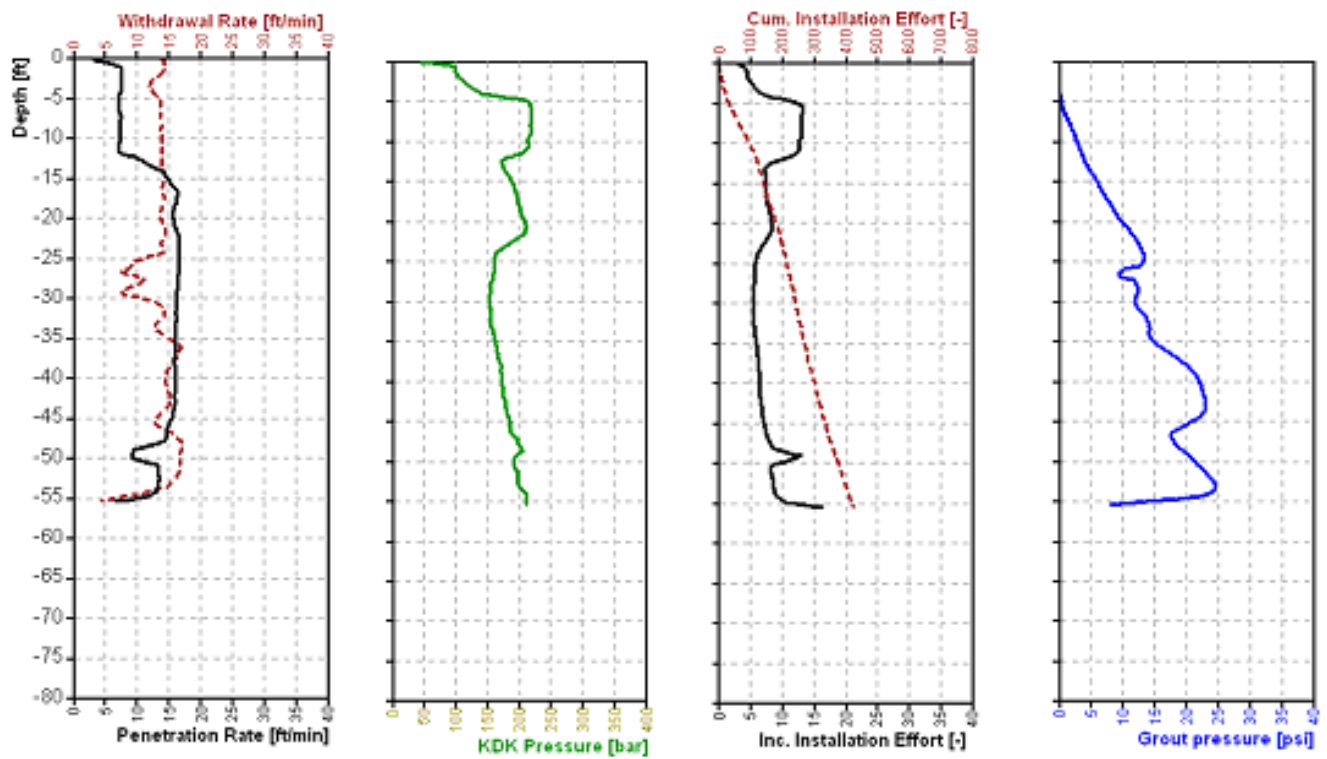 Withdrawal Rate [ft/min]
0 5 10 15 20 25 30 35 40
Cum. Installation Effort [-]
0 100 200 300 400 500 600 700 800
Depth [ft]
0
-5
-10
-15
-20
-25
-30
-35
-40
-45
-50
-55
-60
-65
-70
-75
-80
0 5 10 15 20 25 30 35 40
Penetration Rate [ft/min]
0 50 100 150 200 250 300 350 400
KDK Pressure [bar]
0 5 10 15 20 25 30 35 40
Inc. Installation Effort [-]
0 5 10 15 20 25 30 35 40
Grout pressure [psi]